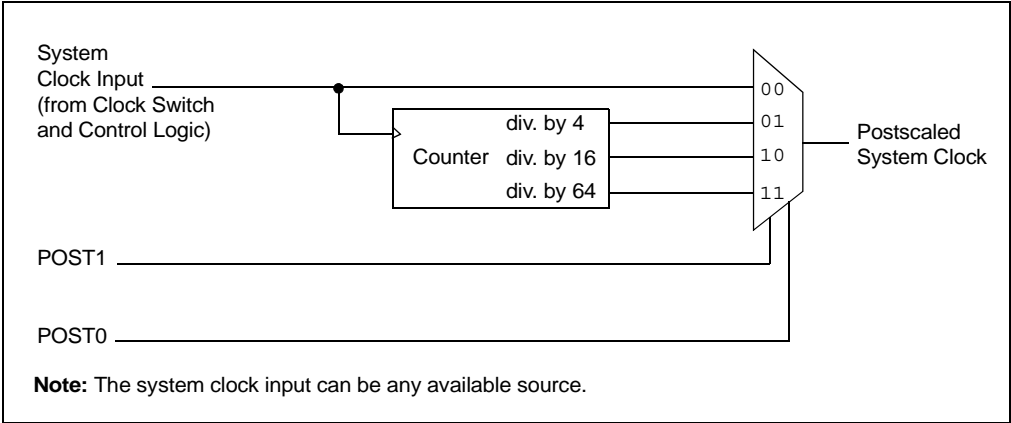 System
Clock Input
(from Clock Switch
and Control Logic)
00
div. by 4
01
Counter
div. by 16
10
div. by 64
11
Postscaled
System Clock
POST1
POST0
Note: The system clock input can be any available source.